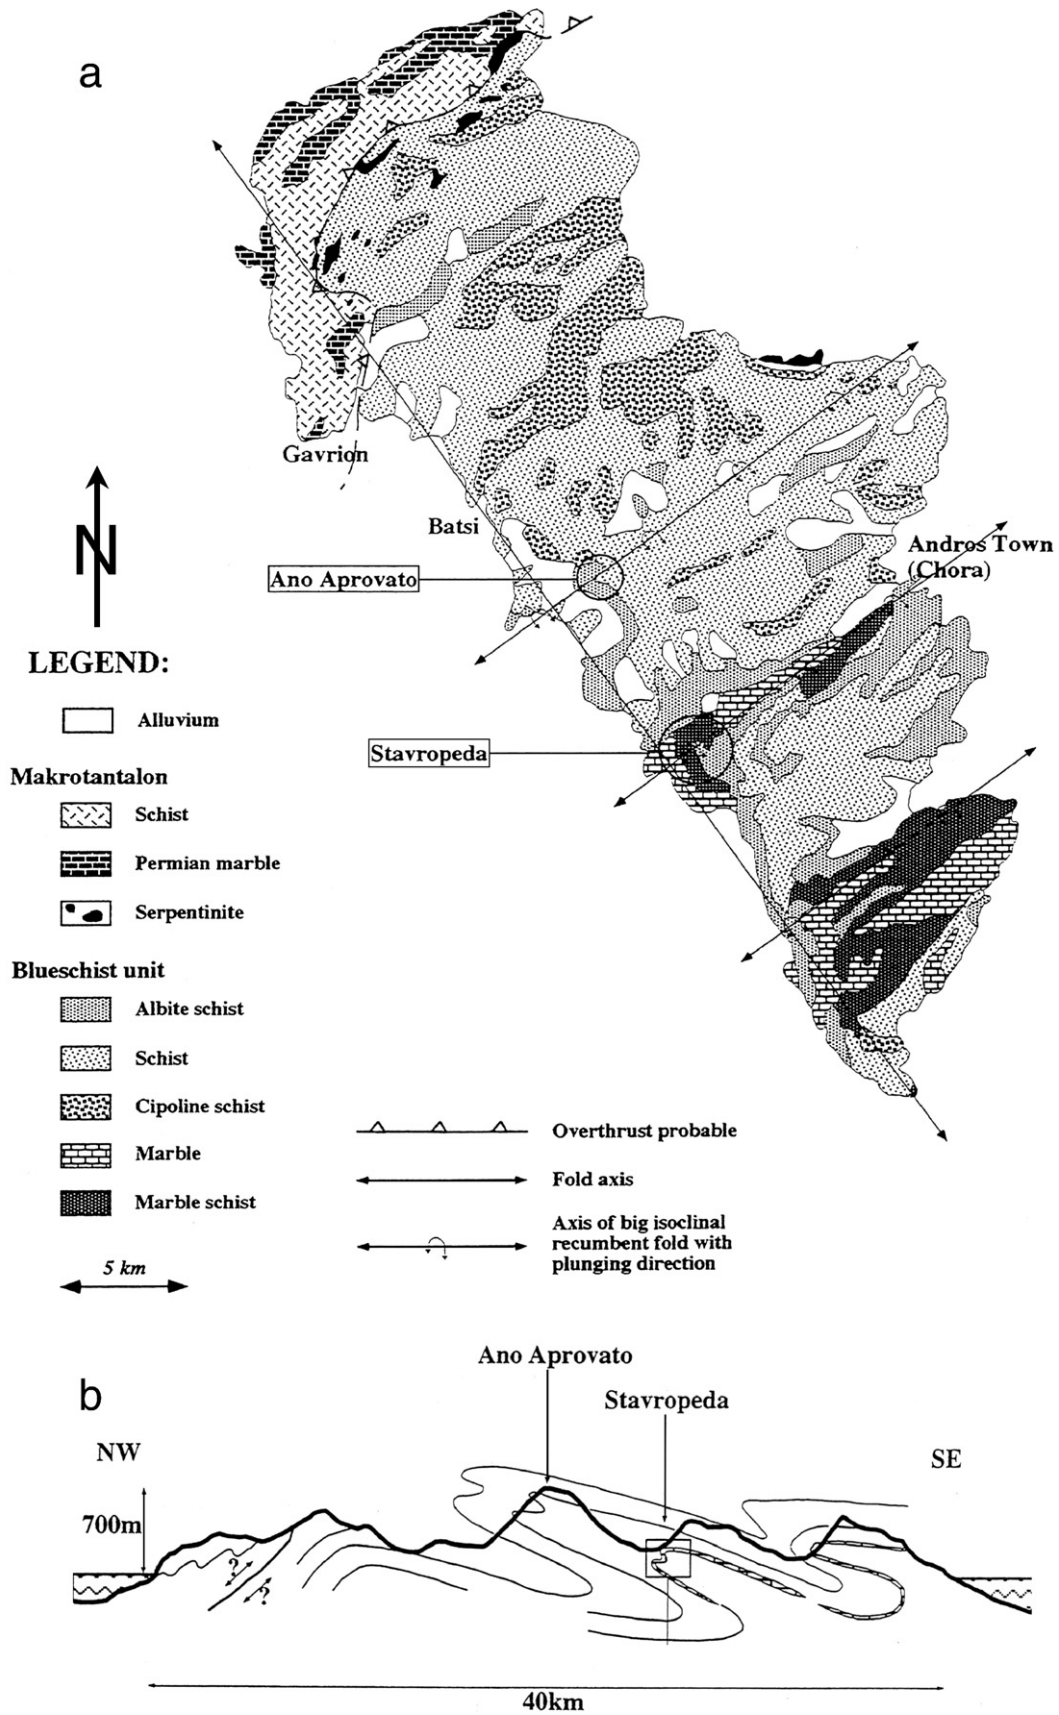 a
Gavrion
Batsi
N
Andros Town
(Chora)
Ano Aprovato
Stavropeda
LEGEND:
Alluvium
Makrotantalon
Schist
Permian marble
Serpentinite
Blueschist unit
Albite schist
Schist
Cipoline schist
Marble
Marble schist
5 km
Overthrust probable
Fold axis
Axis of big isoclinal
recumbent fold with
plunging direction
b
Ano Aprovato
Stavropeda
NW
SE
700m
?
?
40km